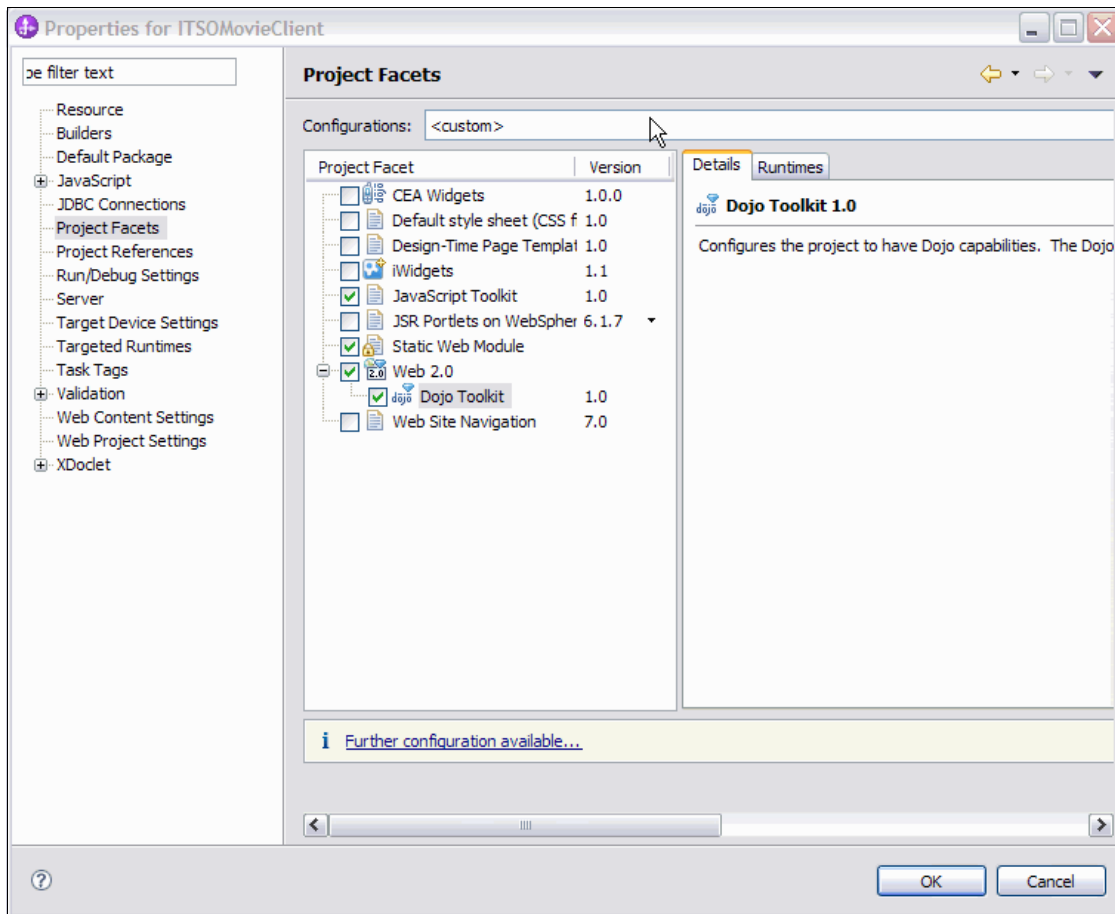 Properties for ITSOMovieClient
pe filter text
Resource
Builders
Default Package
JavaScript
JDBC Connections
Project Facets
Project References
Run/Debug Settings
Server
Target Device Settings
Targeted Runtimes
Task Tags
Validation
Web Content Settings
Web Project Settings
XDoclet
Project Facets
Configurations: <custom>
Project Facet Version
CEA Widgets 1.0.0
Default style sheet (CSS f 1.0
Design-Time Page Templat 1.0
iWidgets 1.1
JavaScript Toolkit 1.0
JSR Portlets on WebSpher 6.1.7
Static Web Module
2.0 Web 2.0
dojo Dojo Toolkit 1.0
Web Site Navigation 7.0
Details Runtimes
dojo Dojo Toolkit 1.0
Configures the project to have Dojo capabilities. The Dojo
i Further configuration available...
? OK Cancel